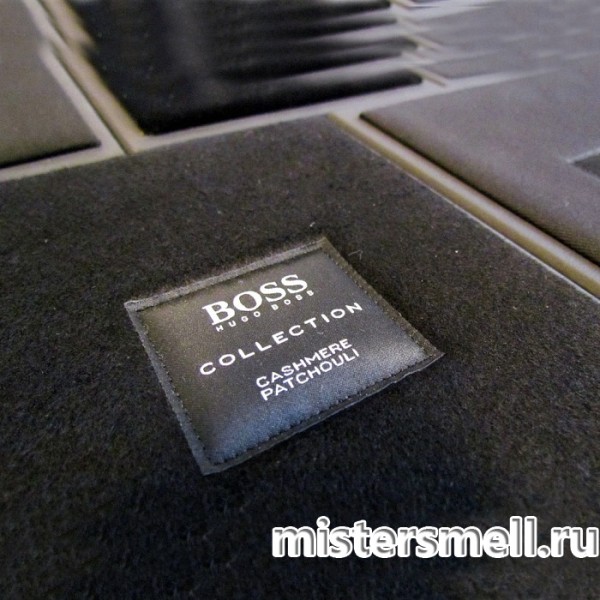 BOSS
HUGO BOSS
COLLECTION
CASHMERE
PATCHOULI
mistersmell.ru